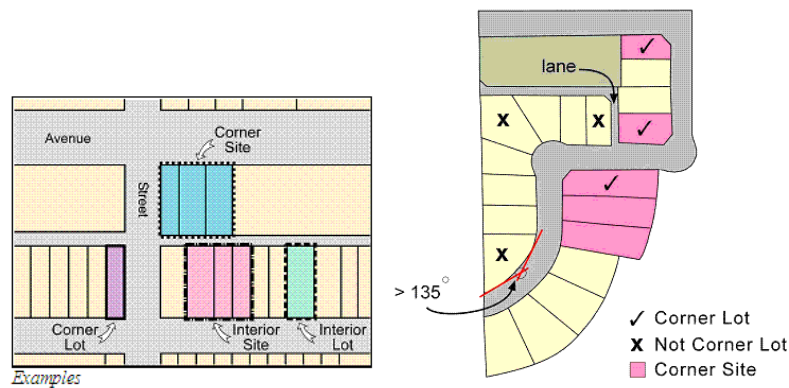 Avenue
Corner
Site
Street
Corner
Lot
Interior
Site
Interior
Lot
Examples
lane
✓
x
x
✓
✓
x
> 135°
✓ Corner Lot
x Not Corner Lot
Corner Site